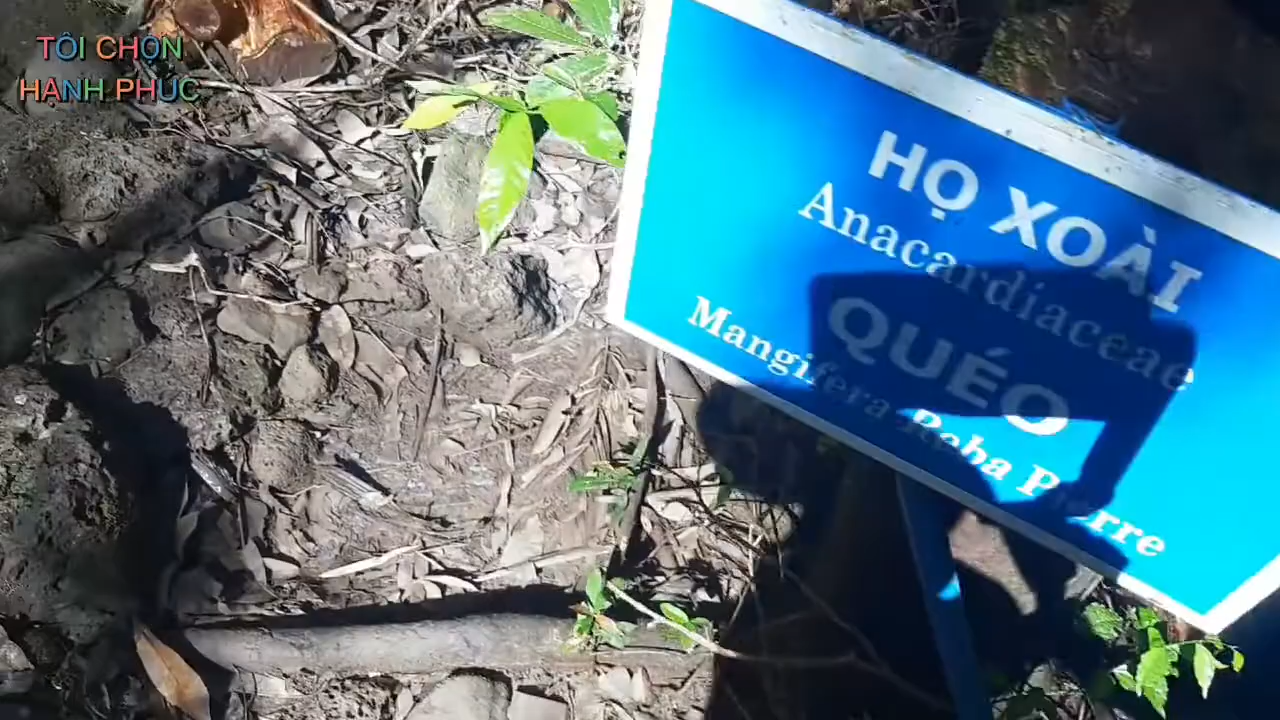 TÔI CHỌN
HẠNH PHÚC
HỌ XOÀI
Anacardiaceae
QUÉO
Mangifera Reba Pierre